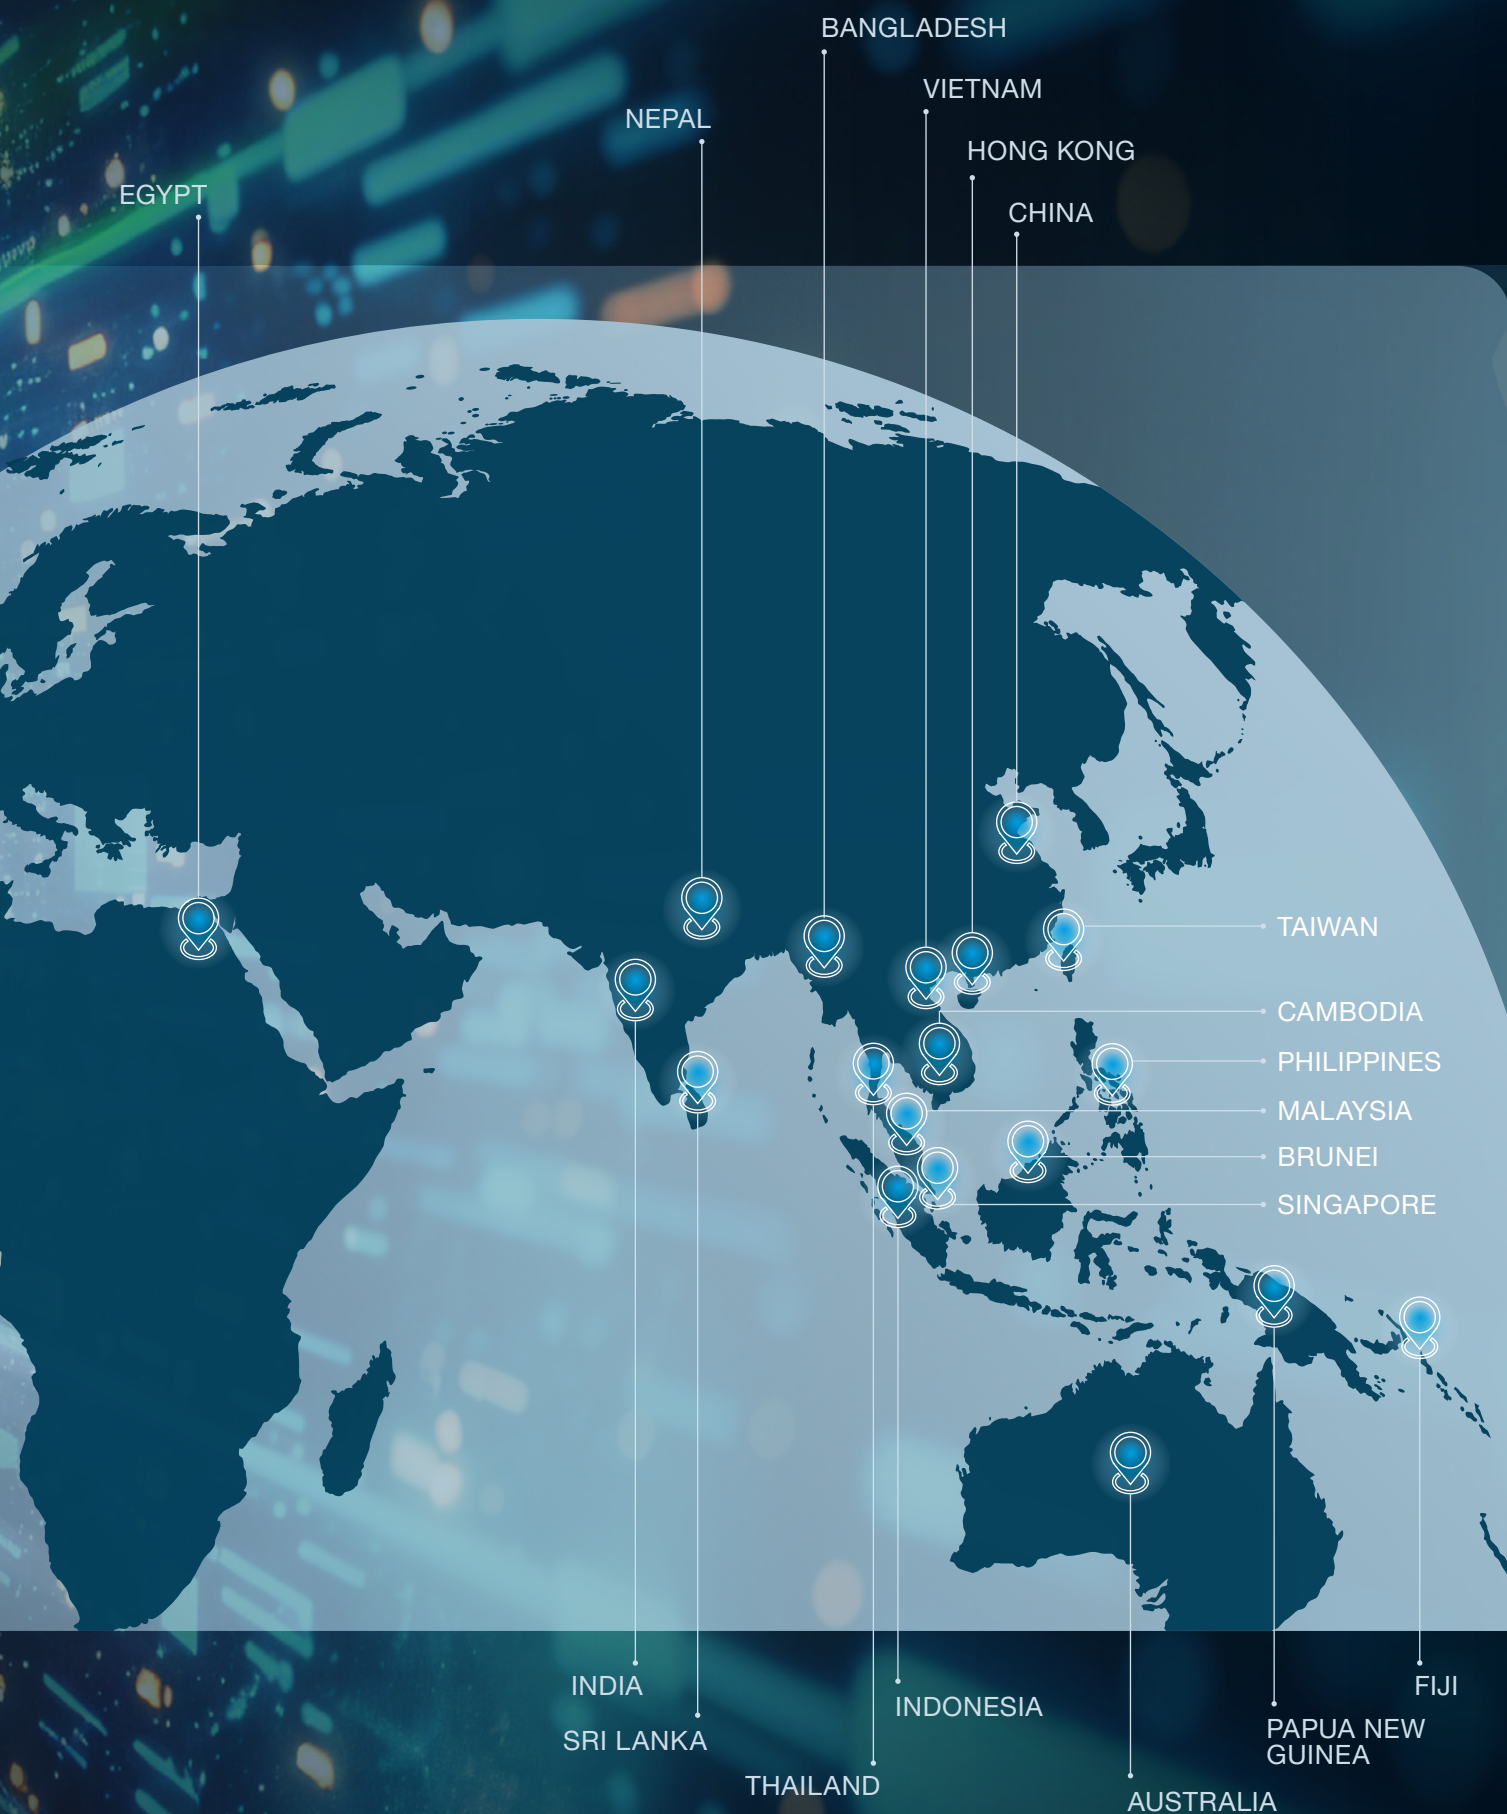 BANGLADESH
VIETNAM
NEPAL
HONG KONG
EGYPT
CHINA
TAIWAN
CAMBODIA
PHILIPPINES
MALAYSIA
BRUNEI
SINGAPORE
INDIA
FIJI
INDONESIA
PAPUA NEW
GUINEA
SRI LANKA
THAILAND
AUSTRALIA